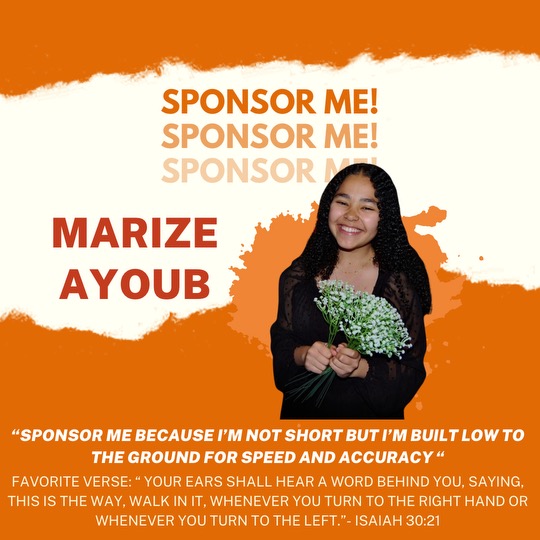 SPONSOR ME!
SPONSOR ME!
SPONSOR ME!
MARIZE
AYOUB
“SPONSOR ME BECAUSE I’M NOT SHORT BUT I’M BUILT LOW TO
THE GROUND FOR SPEED AND ACCURACY “
FAVORITE VERSE: “ YOUR EARS SHALL HEAR A WORD BEHIND YOU, SAYING,
THIS IS THE WAY, WALK IN IT, WHENEVER YOU TURN TO THE RIGHT HAND OR
WHENEVER YOU TURN TO THE LEFT.”- ISAIAH 30:21